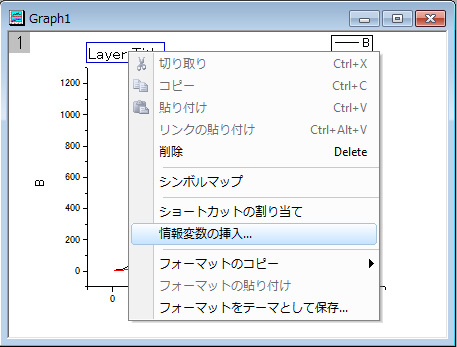 Graph1
1
Layer
B
1200
1000
800
600
400
200
0
B
0
切り取り Ctrl+X
コピー Ctrl+C
貼り付け Ctrl+V
リンクの貼り付け Ctrl+Alt+V
削除 Delete
シンボルマップ
ショートカットの割り当て
情報変数の挿入...
フォーマットのコピー
フォーマットの貼り付け
フォーマットをテーマとして保存...